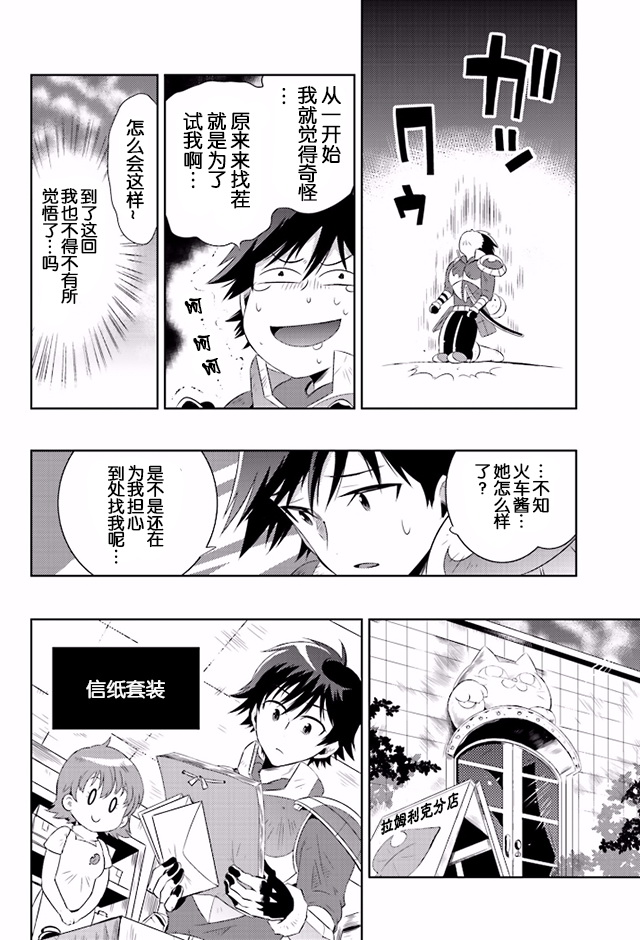 ガクッ
从一开始
我就觉得奇怪
…
原来来找茬
就是为了
试我啊…
呵．呵呵
怎么会这样~
到了这回
我也不得不有所
觉悟了…吗
…不知
火车酱…
她怎么样
了？
是不是还在
为我担心
到处找我呢…
拉姆利克分店
信纸套装